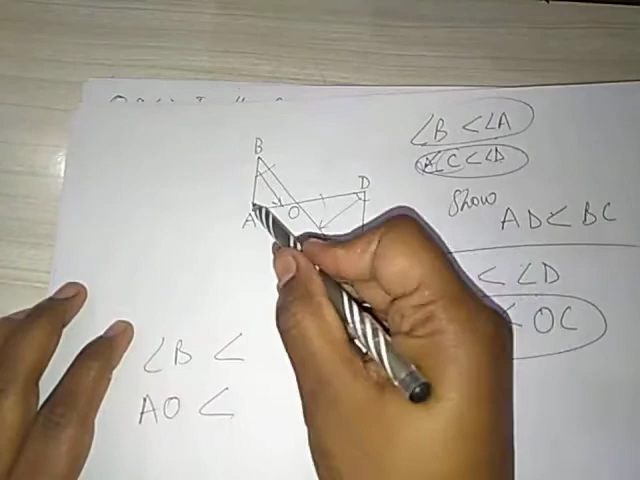 ∠B < ∠A
∠C < ∠D
Show
AD < BC
B
D
O
A
< ∠D
< OC
∠B <
AO <